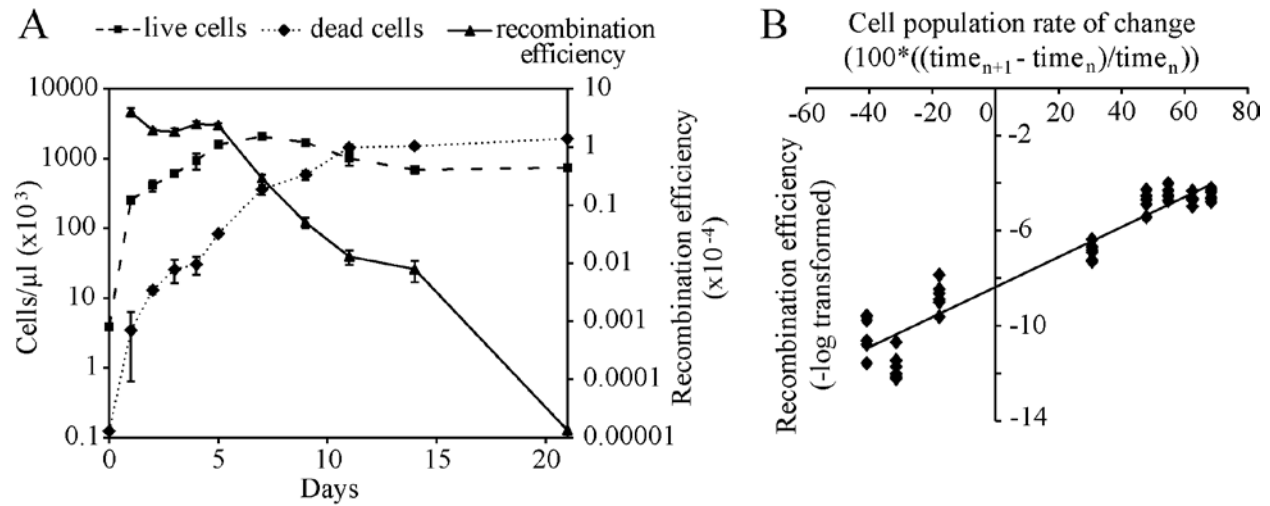 A
live cells dead cells recombination
efficiency
10000
1000
100
10
1
0.1
Cells/µl (x10³)
0 5 10 15 20
Days
10
1
0.1
0.01
0.001
0.0001
0.00001
Recombination efficiency
(x10⁻⁴)
B
Cell population rate of change
(100*((timeₙ₊₁ - timeₙ)/timeₙ))
-60 -40 -20 0 20 40 60 80
-2
-6
-10
-14
Recombination efficiency
(-log transformed)